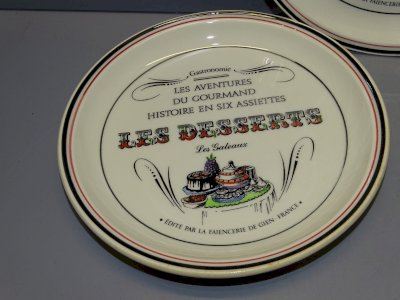 Gastronomie
LES AVENTURES
DU GOURMAND
HISTOIRE EN SIX ASSIETTES
LES DESSERTS
Les Gateaux
• EDITÉ PAR LA FAIENCERIE DE GIEN - FRANCE •